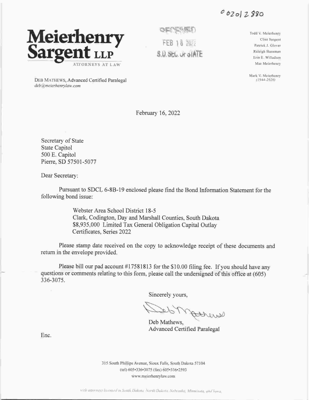 Meierhenry
Sargent LLP
ATTORNEYS AT LAW
DEB MATHEWS, Advanced Certified Paralegal
deb@meierhenrylaw.com
RECEIVED
FEB 18 2022
S.D. SEC. OF STATE
Todd V. Meierhenry
Clint Sargent
Patrick J. Glover
Raleigh Hansman
Erin E. Willadsen
Mae Meierhenry
Mark V. Meierhenry
February 16, 2022
Secretary of State
State Capitol
500 E. Capitol
Pierre, SD 57501-5077
Dear Secretary:
Pursuant to SDCL 6-8B-19 enclosed please find the Bond Information Statement for the
following bond issue:
Webster Area School District 18-5
Clark, Codington, Day and Marshall Counties, South Dakota
$8,935,000 Limited Tax General Obligation Capital Outlay
Certificates, Series 2022
Please stamp date received on the copy to acknowledge receipt of these documents and
return in the envelope provided.
Please bill our pad account #17581813 for the $10.00 filing fee. If you should have any
questions or comments relating to this form, please call the undersigned of this office at (605)
336-3075.
Sincerely yours,
Deb Mathews
Deb Mathews,
Advanced Certified Paralegal
Enc.
315 South Phillips Avenue, Sioux Falls, South Dakota 57104
(tel) 605•336•3075 (fax) 605•336•2593
www.meierhenrylaw.com